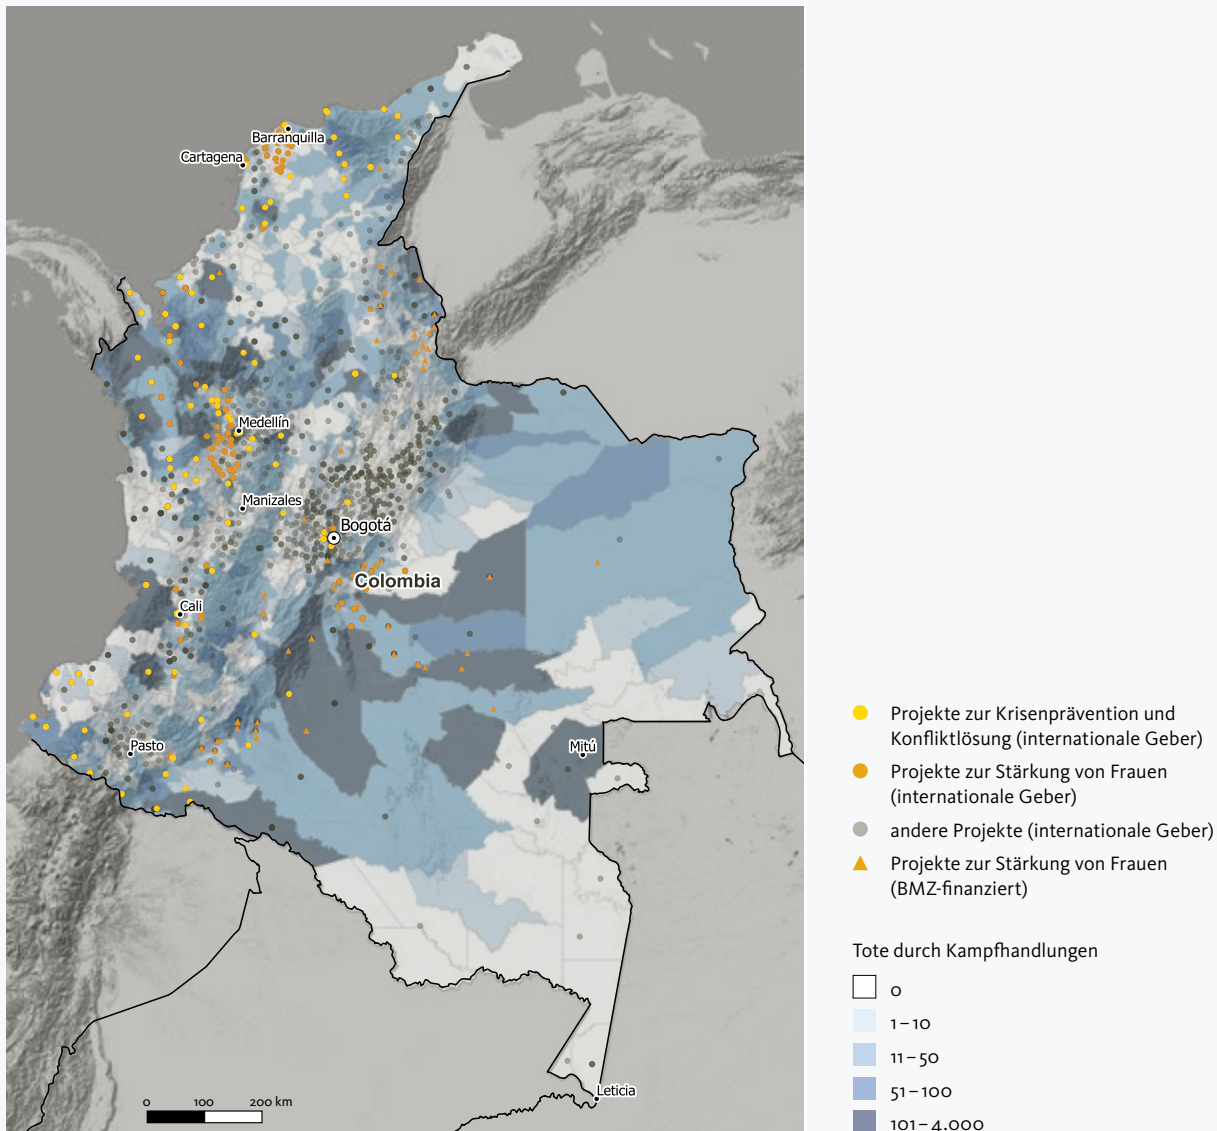 Barranquilla
Cartagena
Medellín
Manizales
Bogotá
Colombia
Cali
Pasto
Mitú
Leticia
0 100 200 km
Projekte zur Krisenprävention und
Konfliktlösung (internationale Geber)
Projekte zur Stärkung von Frauen
(internationale Geber)
andere Projekte (internationale Geber)
Projekte zur Stärkung von Frauen
(BMZ-finanziert)
Tote durch Kampfhandlungen
0
1–10
11–50
51–100
101–4.000